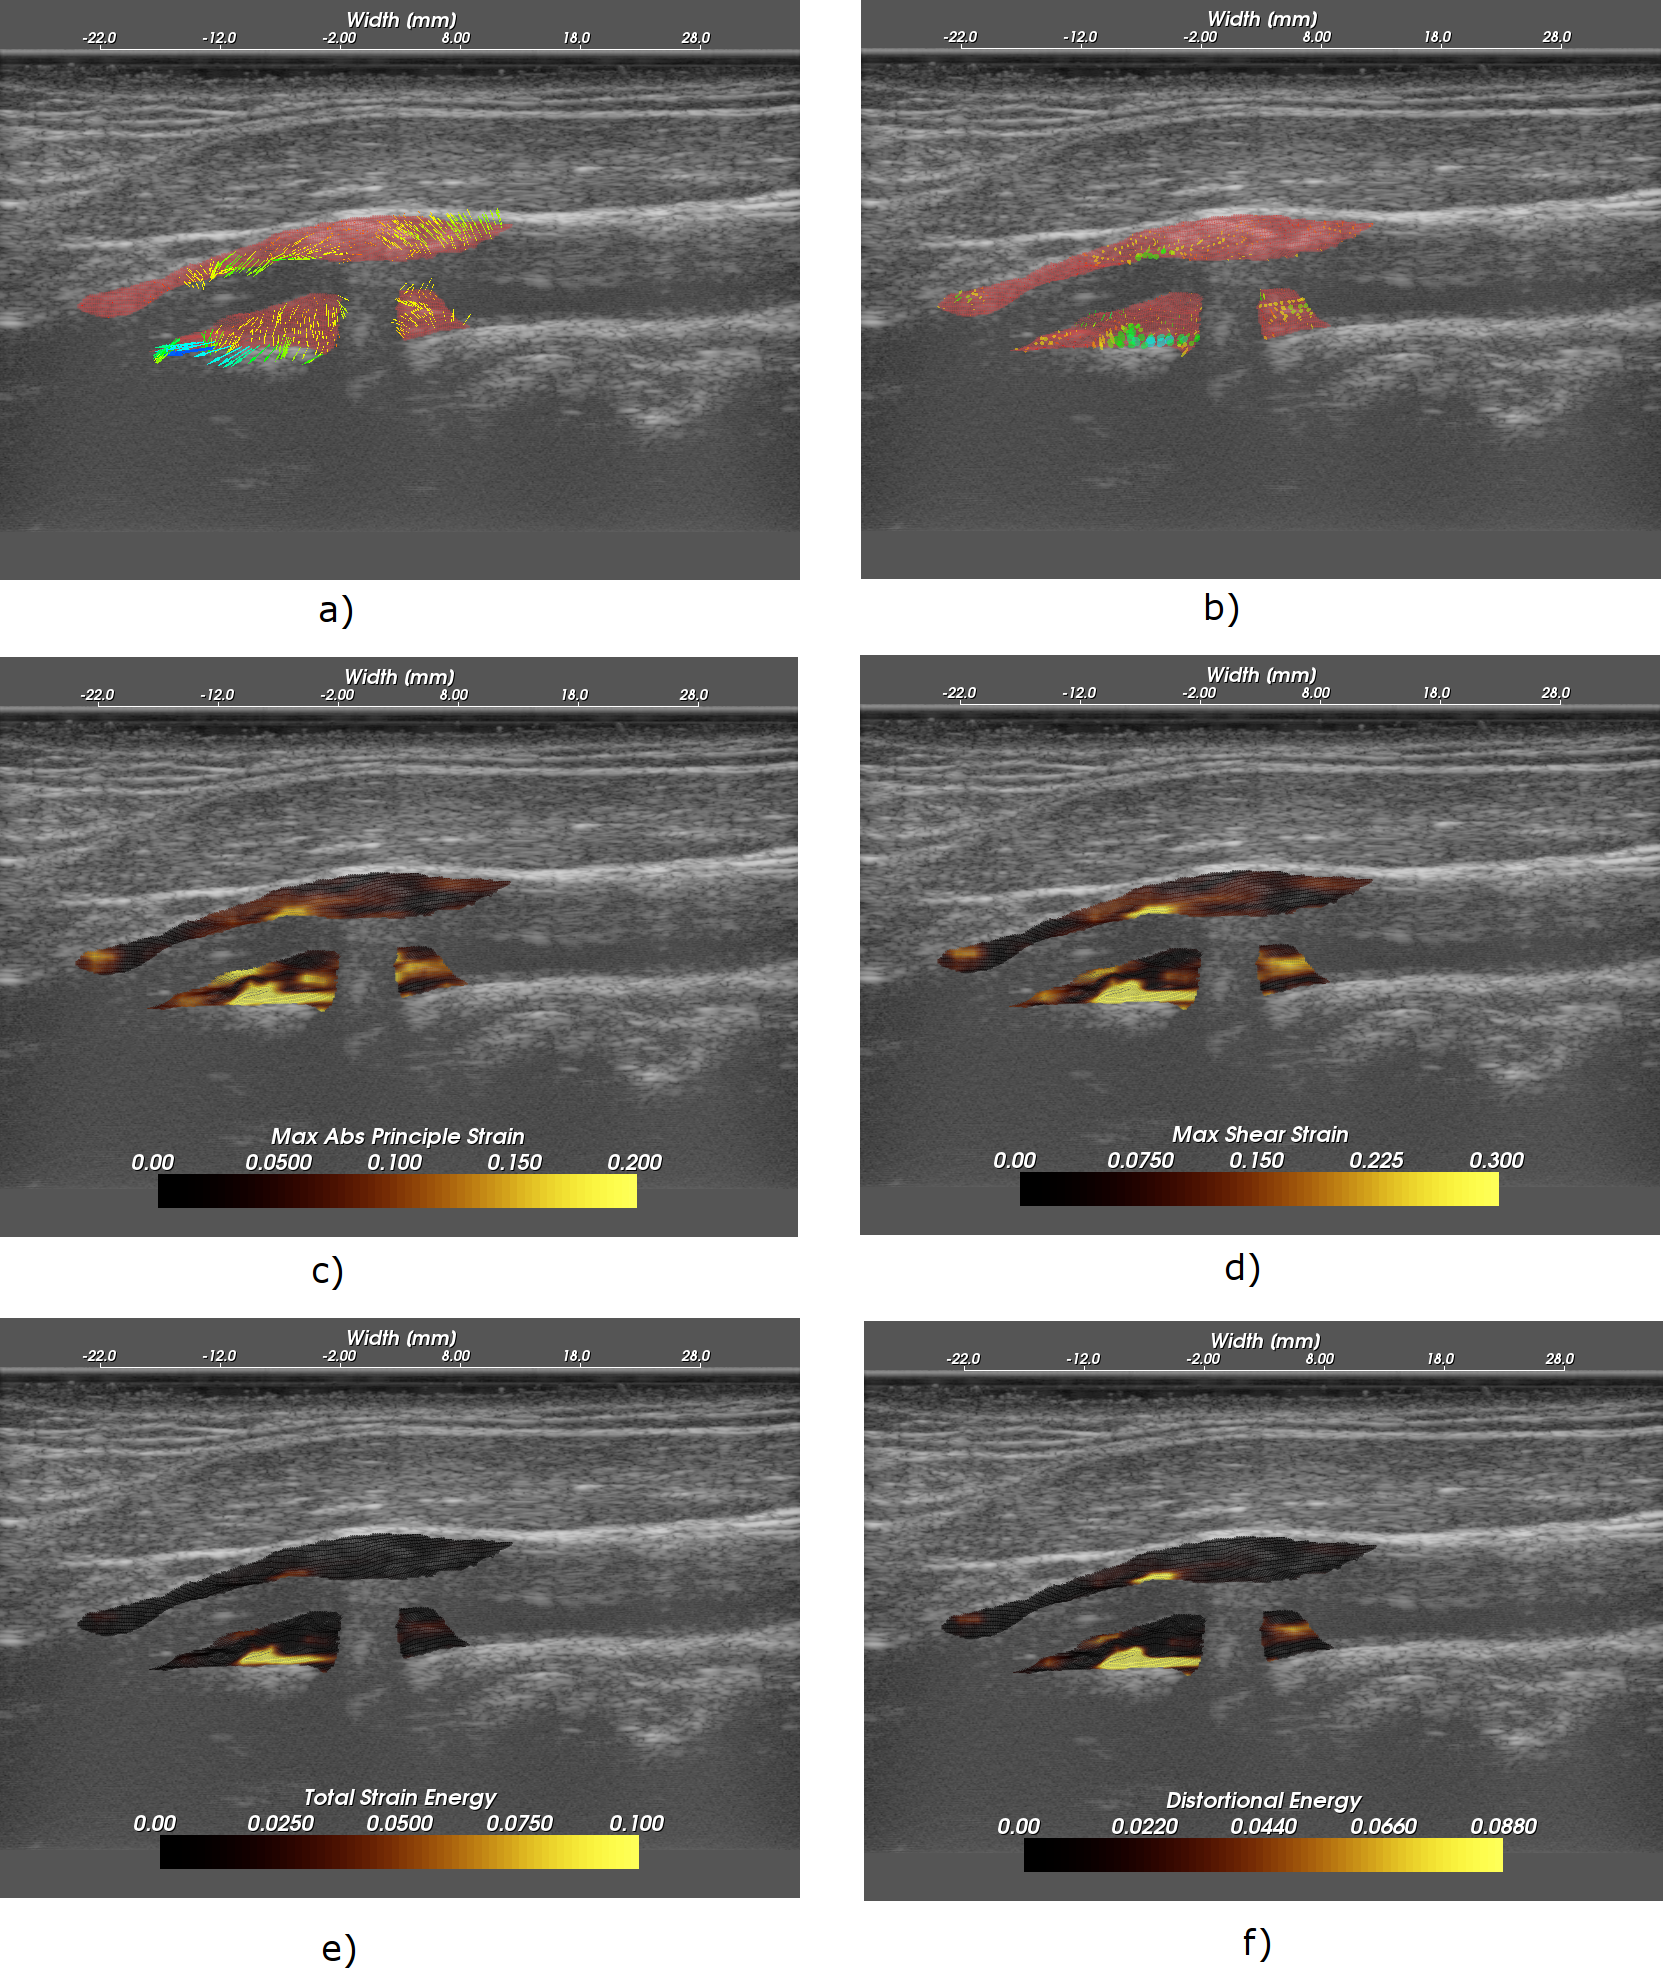 Width (mm)
-22.0 -12.0 -2.00 8.00 18.0 28.0
a)
Width (mm)
-22.0 -12.0 -2.00 8.00 18.0 28.0
b)
Width (mm)
-22.0 -12.0 -2.00 8.00 18.0 28.0
Max Abs Principle Strain
0.00 0.0500 0.100 0.150 0.200
c)
Width (mm)
-22.0 -12.0 -2.00 8.00 18.0 28.0
Max Shear Strain
0.00 0.0750 0.150 0.225 0.300
d)
Width (mm)
-22.0 -12.0 -2.00 8.00 18.0 28.0
Total Strain Energy
0.00 0.0250 0.0500 0.0750 0.100
e)
Width (mm)
-22.0 -12.0 -2.00 8.00 18.0 28.0
Distortional Energy
0.00 0.0220 0.0440 0.0660 0.0880
f)